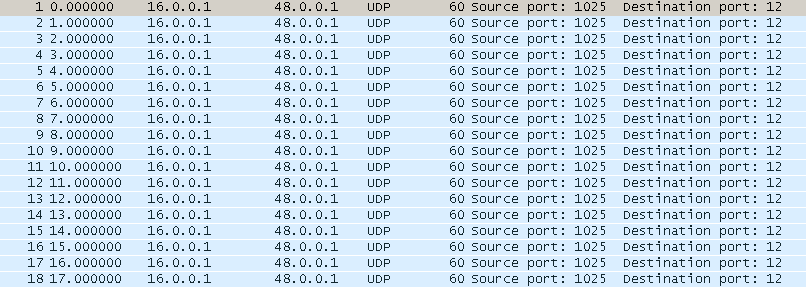 1 0.000000 16.0.0.1 48.0.0.1 UDP 60 Source port: 1025 Destination port: 12
2 1.000000 16.0.0.1 48.0.0.1 UDP 60 Source port: 1025 Destination port: 12
3 2.000000 16.0.0.1 48.0.0.1 UDP 60 Source port: 1025 Destination port: 12
4 3.000000 16.0.0.1 48.0.0.1 UDP 60 Source port: 1025 Destination port: 12
5 4.000000 16.0.0.1 48.0.0.1 UDP 60 Source port: 1025 Destination port: 12
6 5.000000 16.0.0.1 48.0.0.1 UDP 60 Source port: 1025 Destination port: 12
7 6.000000 16.0.0.1 48.0.0.1 UDP 60 Source port: 1025 Destination port: 12
8 7.000000 16.0.0.1 48.0.0.1 UDP 60 Source port: 1025 Destination port: 12
9 8.000000 16.0.0.1 48.0.0.1 UDP 60 Source port: 1025 Destination port: 12
10 9.000000 16.0.0.1 48.0.0.1 UDP 60 Source port: 1025 Destination port: 12
11 10.000000 16.0.0.1 48.0.0.1 UDP 60 Source port: 1025 Destination port: 12
12 11.000000 16.0.0.1 48.0.0.1 UDP 60 Source port: 1025 Destination port: 12
13 12.000000 16.0.0.1 48.0.0.1 UDP 60 Source port: 1025 Destination port: 12
14 13.000000 16.0.0.1 48.0.0.1 UDP 60 Source port: 1025 Destination port: 12
15 14.000000 16.0.0.1 48.0.0.1 UDP 60 Source port: 1025 Destination port: 12
16 15.000000 16.0.0.1 48.0.0.1 UDP 60 Source port: 1025 Destination port: 12
17 16.000000 16.0.0.1 48.0.0.1 UDP 60 Source port: 1025 Destination port: 12
18 17.000000 16.0.0.1 48.0.0.1 UDP 60 Source port: 1025 Destination port: 12